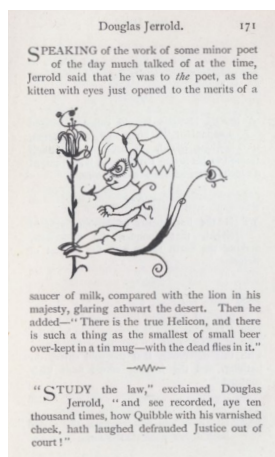 Douglas Jerrold. 171
SPEAKING of the work of some minor poet
of the day much talked of at the time,
Jerrold said that he was to the poet, as the
kitten with eyes just opened to the merits of a
saucer of milk, compared with the lion in his
majesty, glaring athwart the desert. Then he
added—"There is the true Helicon, and there
is such a thing as the smallest of small beer
over-kept in a tin mug—with the dead flies in it."
"STUDY the law," exclaimed Douglas
Jerrold, "and see recorded, aye ten
thousand times, how Quibble with his varnished
cheek, hath laughed defrauded Justice out of
court!"